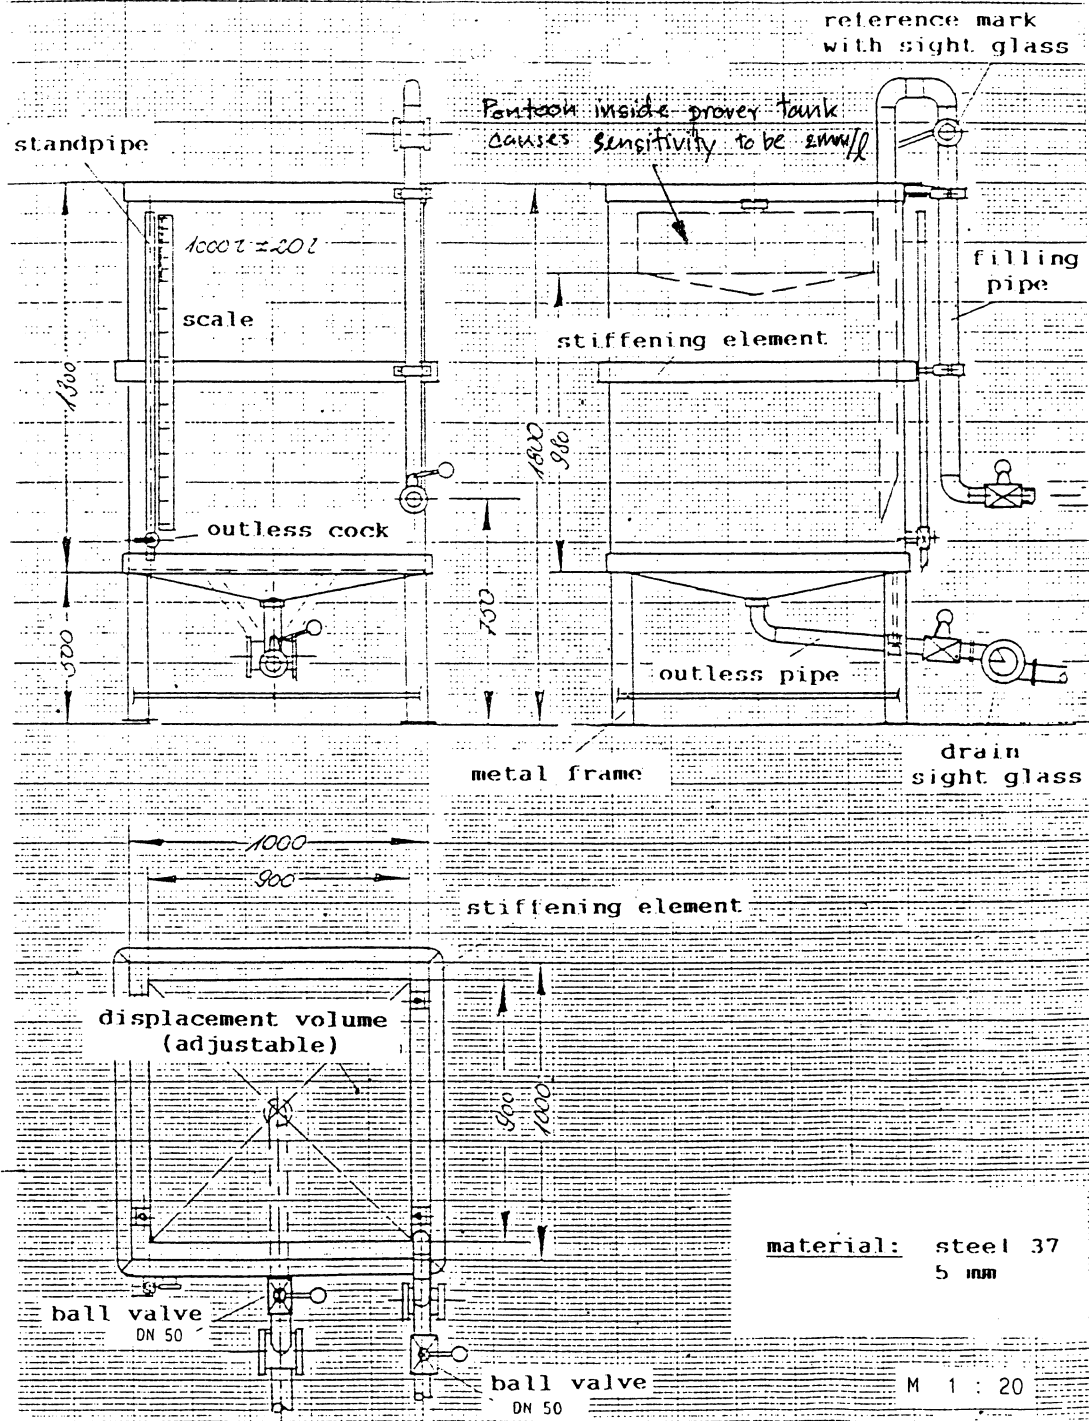 reference mark
with sight glass
Pontoon inside prover tank
causes sensitivity to be 2mm/l
standpipe
1000 l ± 20 l
filling
pipe
scale
stiffening element
1300
1800
980
outless cock
750
500
outless pipe
metal frame
drain
sight glass
1000
900
stiffening element
displacement volume
(adjustable)
900
1000
material: steel 37
5 mm
ball valve
DN 50
ball valve
DN 50
M 1 : 20